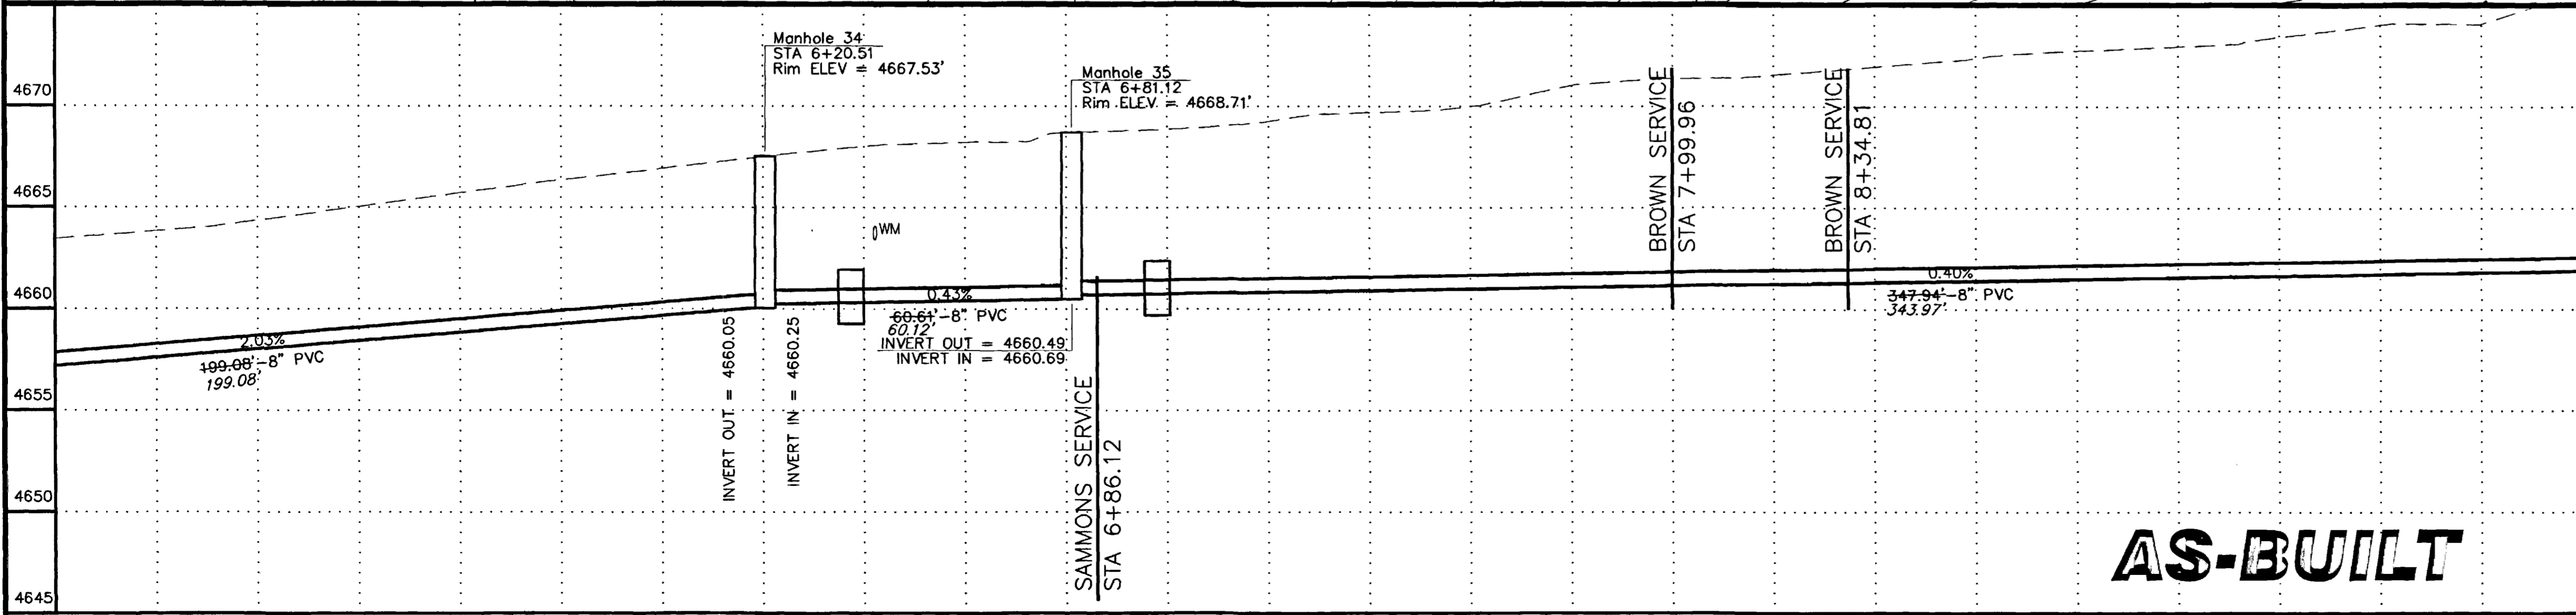 Manhole 34
STA 6+20.51
Rim ELEV = 4667.53'
Manhole 35
STA 6+81.12
Rim ELEV = 4668.71'
4670
4665
4660
4655
4650
4645
WM
BROWN SERVICE
STA 7+99.96
BROWN SERVICE
STA 8+34.81
2.03%
199.08'-8" PVC
199.08'
INVERT OUT = 4660.05
INVERT IN = 4660.25
0.43%
60.61'-8" PVC
60.12'
INVERT OUT = 4660.49
INVERT IN = 4660.69
SAMMONS SERVICE
STA 6+86.12
0.40%
347.94'-8" PVC
343.97'
AS-BUILT